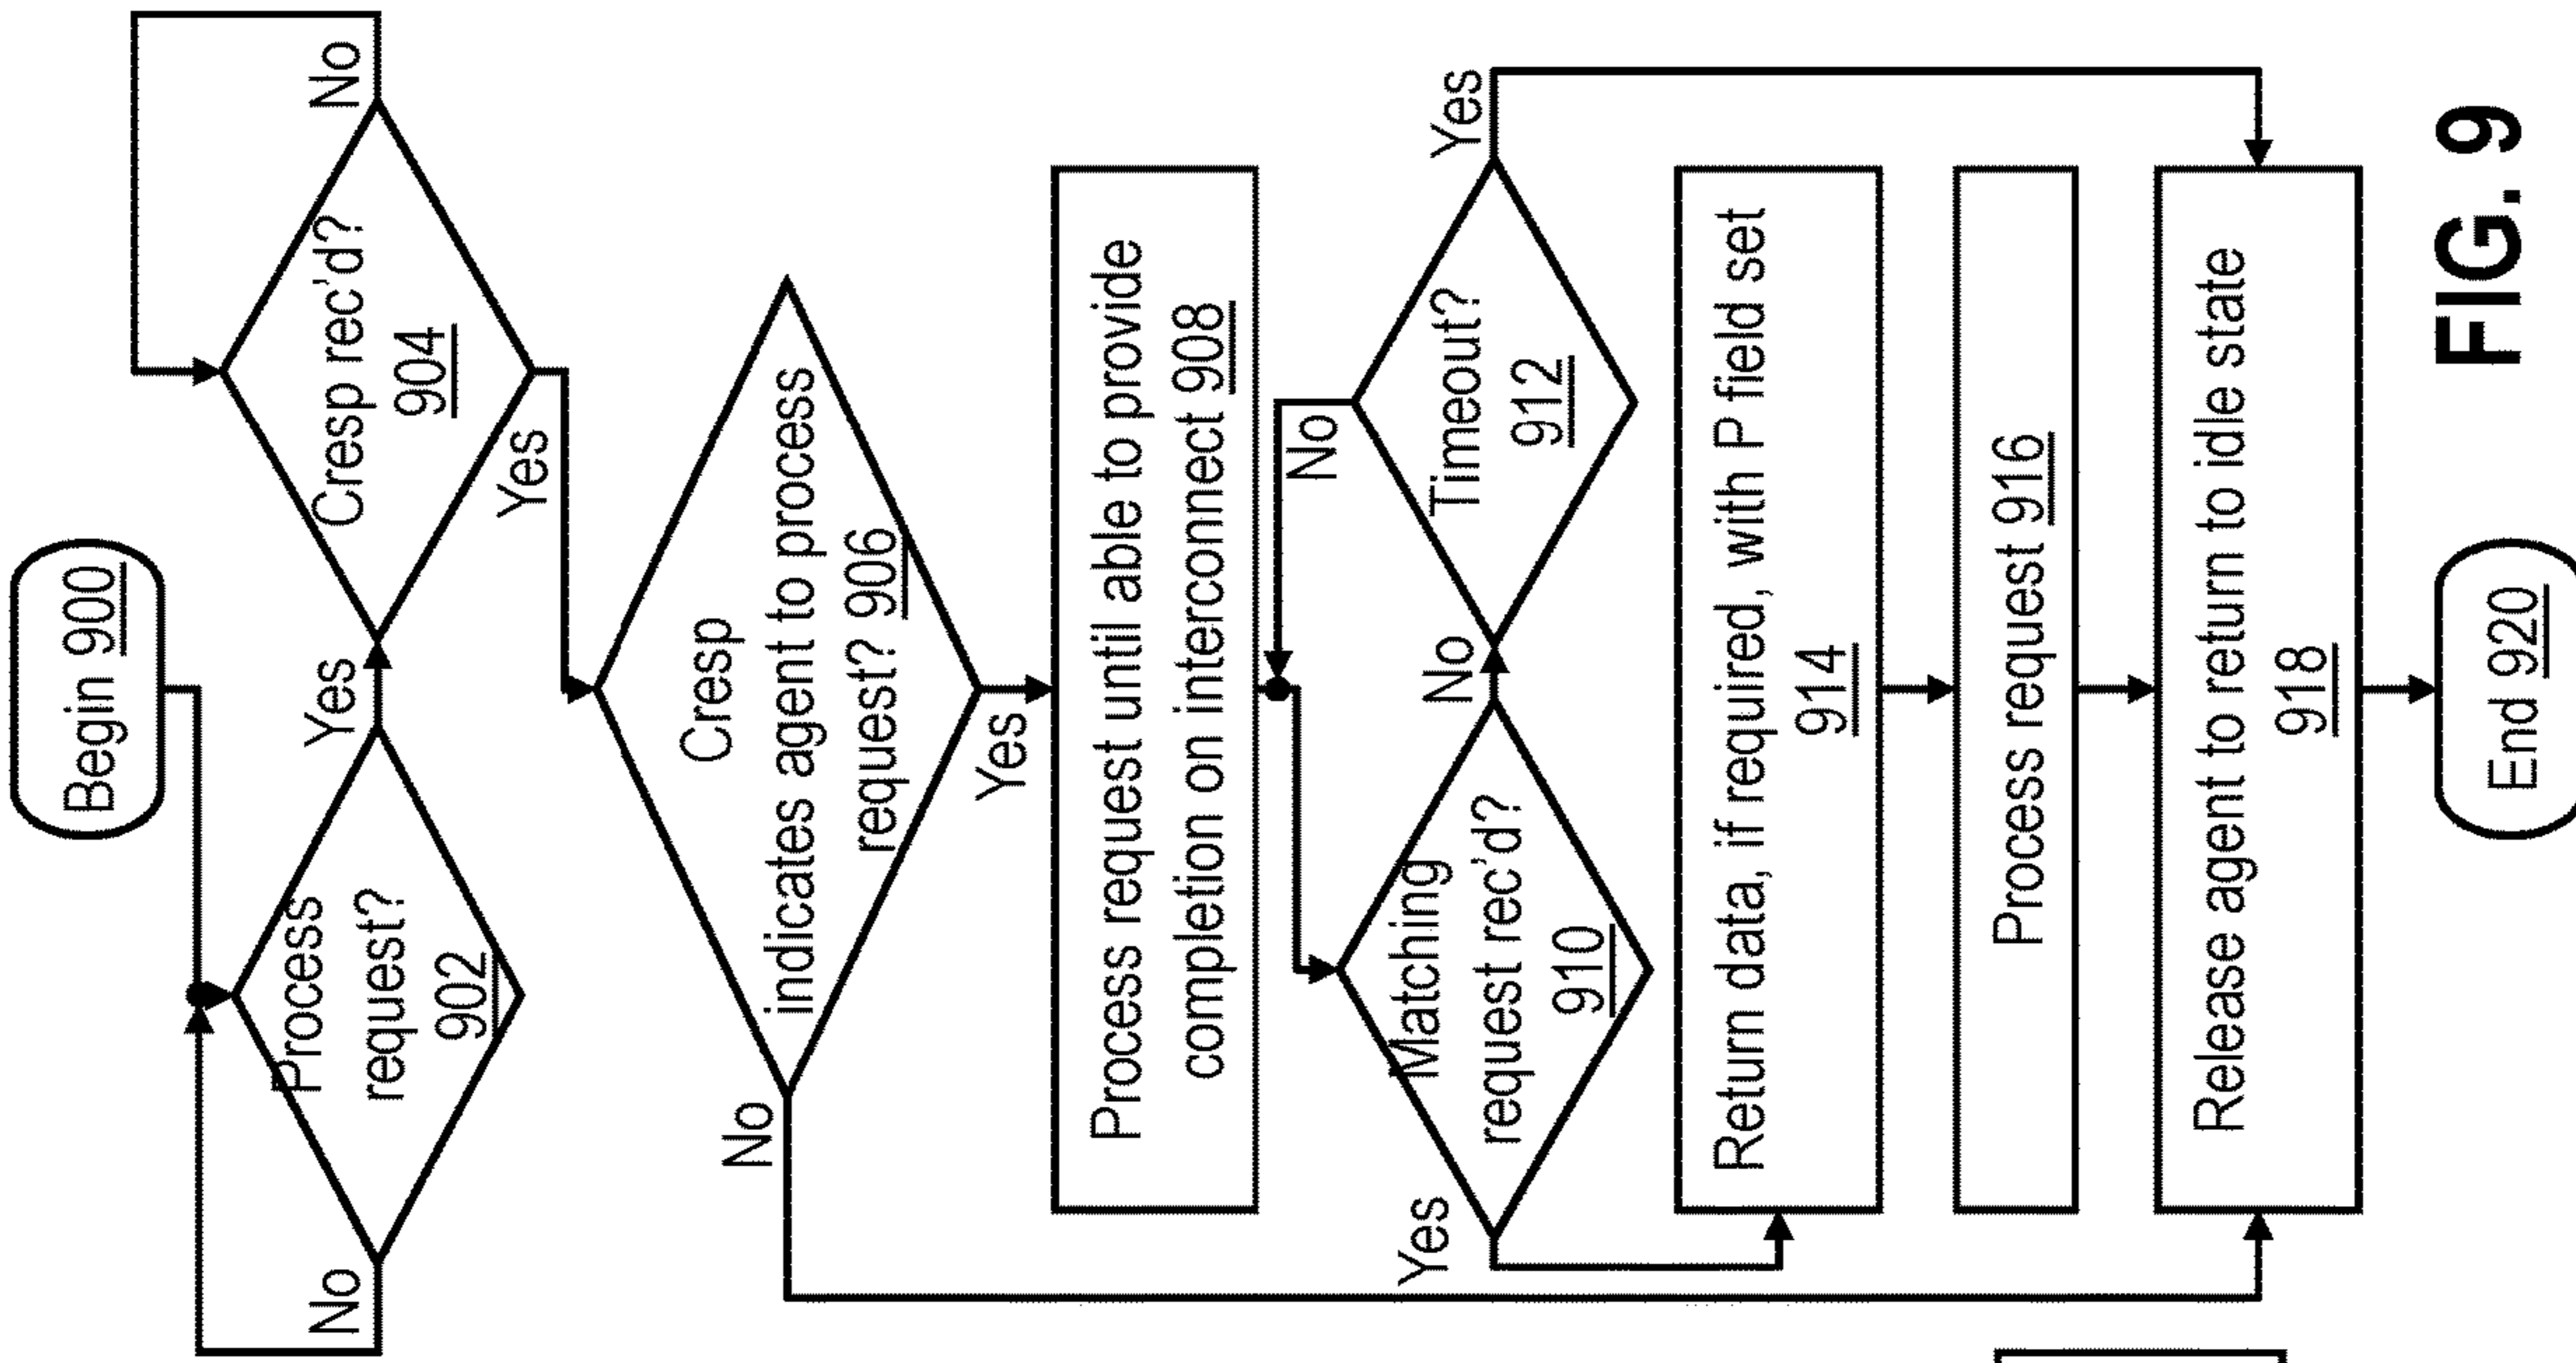 Begin 900
No
Process
request?
902
Yes
Cresp rec'd?
904
No
Yes
Cresp
indicates agent to process
request? 906
No
Yes
Process request until able to provide
completion on interconnect 908
Matching
request rec'd?
910
Yes
No
Timeout?
912
No
Yes
Return data, if required, with P field set
914
Process request 916
Release agent to return to idle state
918
End 920
FIG. 9